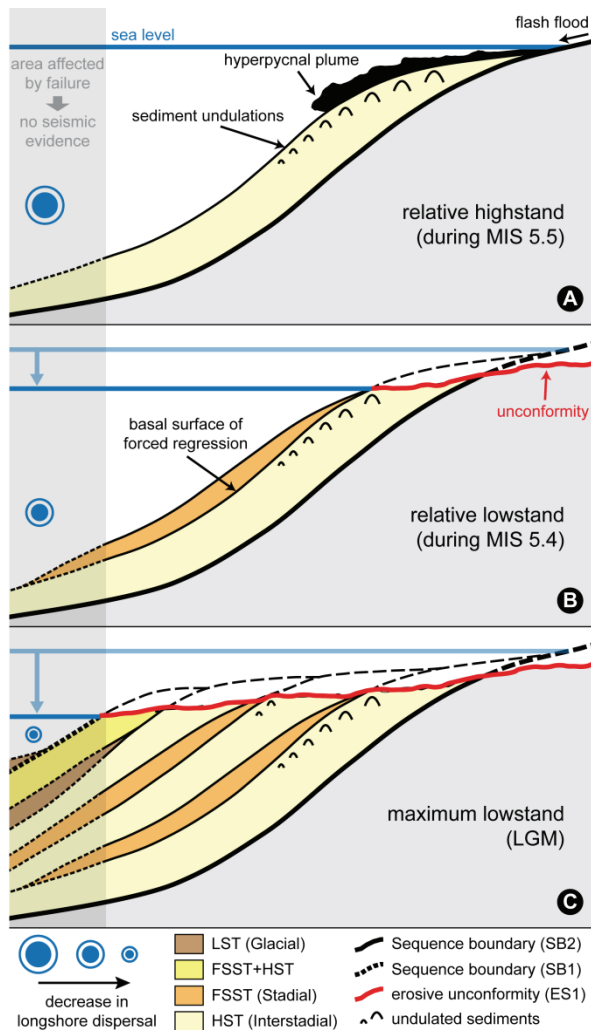 flash flood
sea level
area affected
by failure
no seismic
evidence
hyperpycnal plume
sediment undulations
relative highstand
(during MIS 5.5)
A
basal surface of
forced regression
unconformity
relative lowstand
(during MIS 5.4)
B
maximum lowstand
(LGM)
C
decrease in
longshore dispersal
LST (Glacial)
FSST+HST
FSST (Stadial)
HST (Interstadial)
Sequence boundary (SB2)
Sequence boundary (SB1)
erosive unconformity (ES1)
undulated sediments